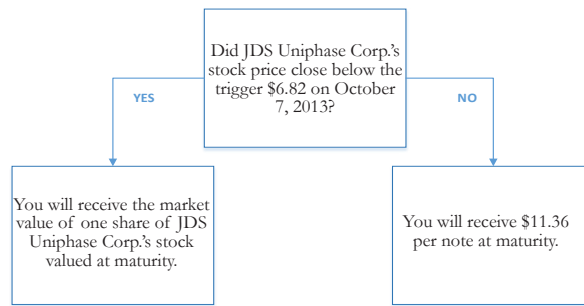 Did JDS Uniphase Corp.'s
stock price close below the
trigger $6.82 on October
7, 2013?
YES
NO
You will receive the market
value of one share of JDS
Uniphase Corp.'s stock
valued at maturity.
You will receive $11.36
per note at maturity.